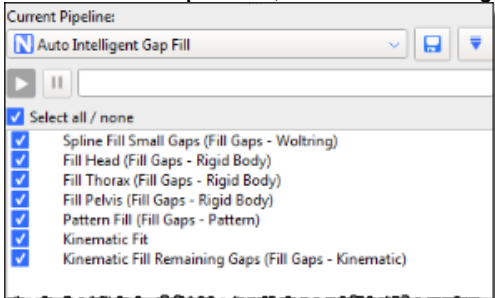 Current Pipeline:
N Auto Intelligent Gap Fill
Select all / none
Spline Fill Small Gaps (Fill Gaps - Woltring)
Fill Head (Fill Gaps - Rigid Body)
Fill Thorax (Fill Gaps - Rigid Body)
Fill Pelvis (Fill Gaps - Rigid Body)
Pattern Fill (Fill Gaps - Pattern)
Kinematic Fit
Kinematic Fill Remaining Gaps (Fill Gaps - Kinematic)